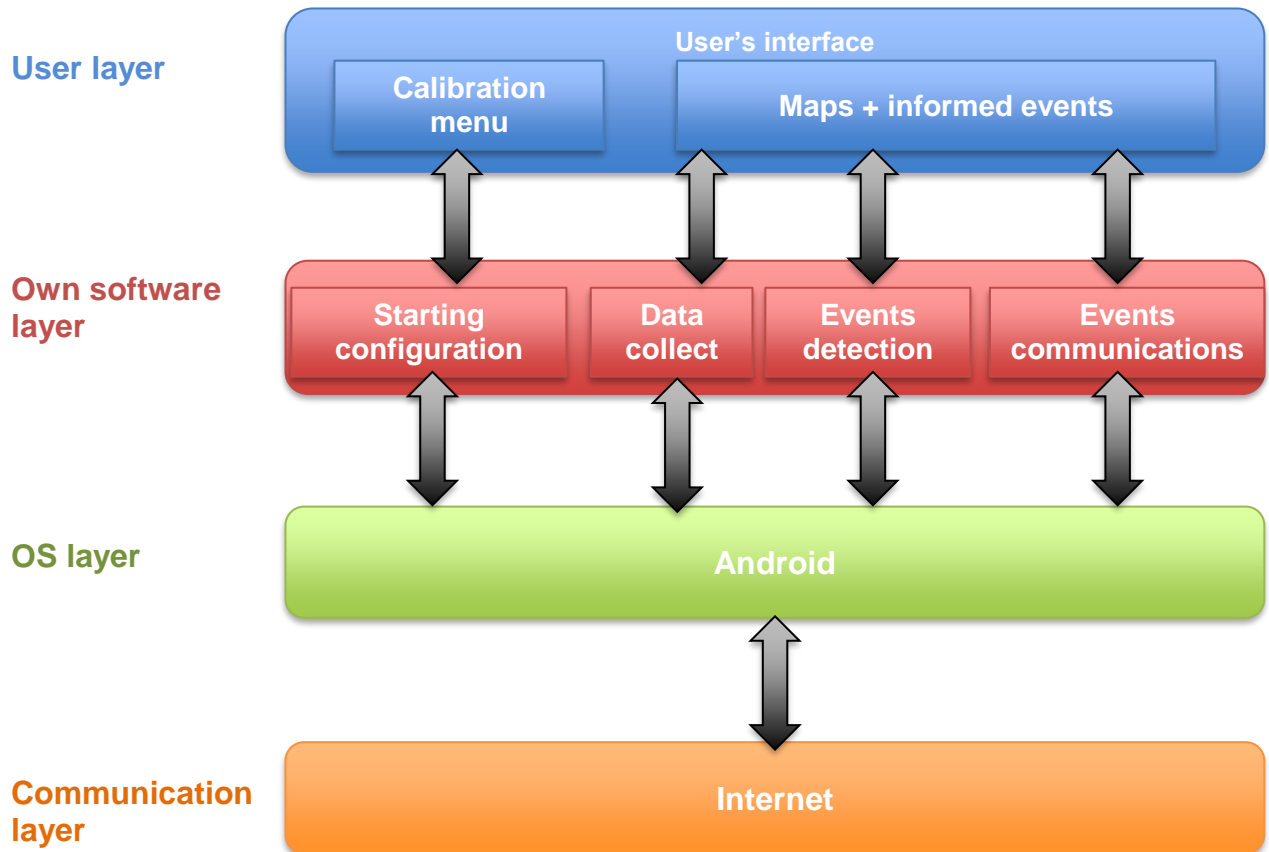 User layer
User's interface
Calibration
menu
Maps + informed events
Own software
layer
Starting
configuration
Data
collect
Events
detection
Events
communications
OS layer
Android
Communication
layer
Internet